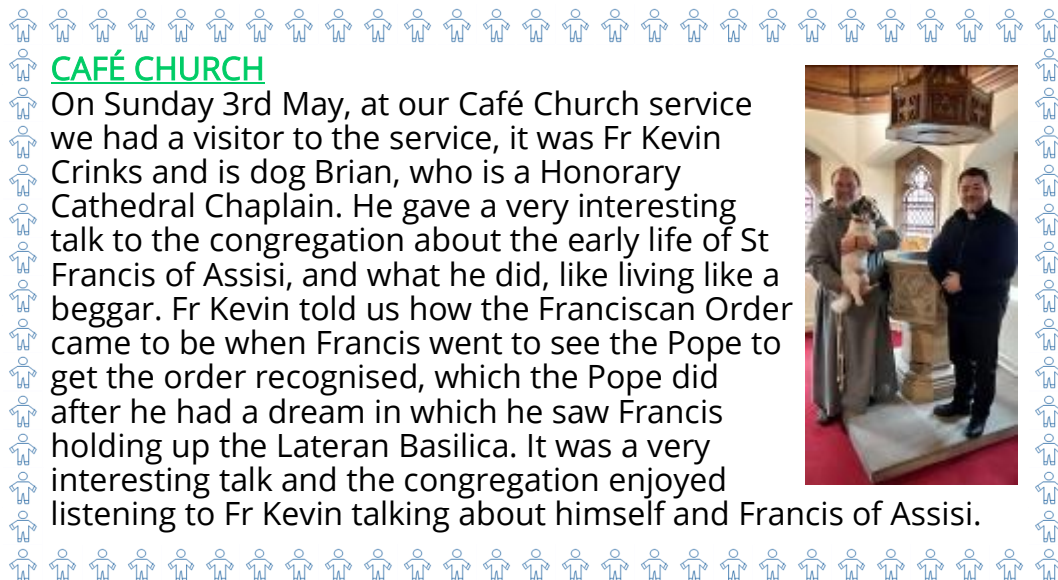 CAFÉ CHURCH
On Sunday 3rd May, at our Café Church service
we had a visitor to the service, it was Fr Kevin
Crinks and is dog Brian, who is a Honorary
Cathedral Chaplain. He gave a very interesting
talk to the congregation about the early life of St
Francis of Assisi, and what he did, like living like a
beggar. Fr Kevin told us how the Franciscan Order
came to be when Francis went to see the Pope to
get the order recognised, which the Pope did
after he had a dream in which he saw Francis
holding up the Lateran Basilica. It was a very
interesting talk and the congregation enjoyed
listening to Fr Kevin talking about himself and Francis of Assisi.